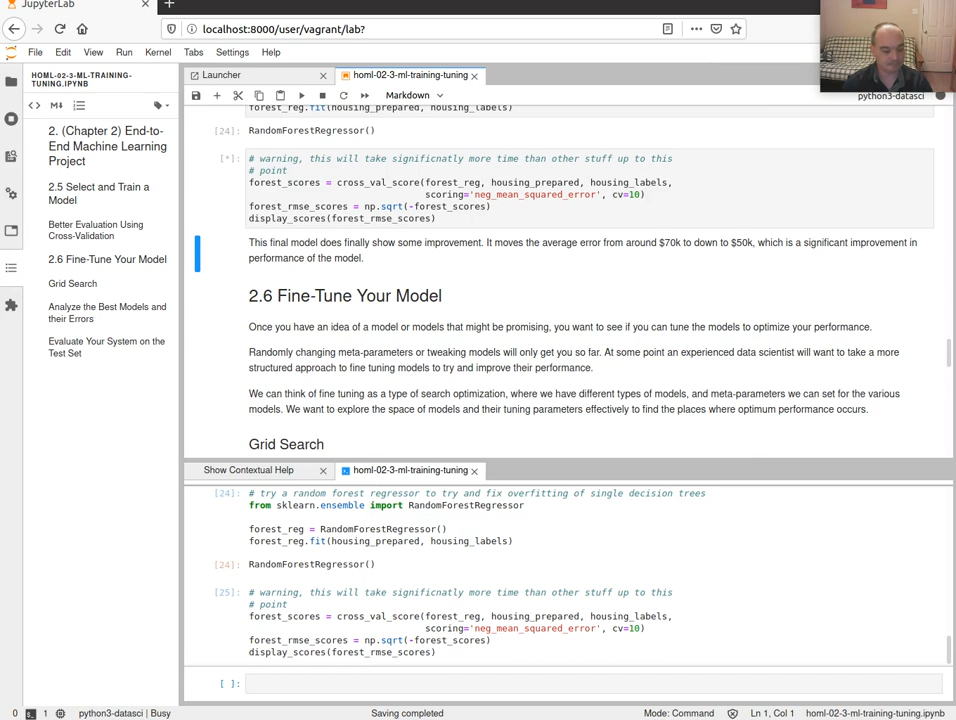 JupyterLab
localhost:8000/user/vagrant/lab?
File Edit View Run Kernel Tabs Settings Help
HOML-02-3-ML-TRAINING-
TUNING.IPYNB
2. (Chapter 2) End-to-
End Machine Learning
Project
2.5 Select and Train a
Model
Better Evaluation Using
Cross-Validation
2.6 Fine-Tune Your Model
Grid Search
Analyze the Best Models and
their Errors
Evaluate Your System on the
Test Set
Launcher
homl-02-3-ml-training-tuning
Markdown
python3-datasci
forest_reg.fit(housing_prepared, housing_labels)
[24]: RandomForestRegressor()
[*]: # warning, this will take significnatly more time than other stuff up to this
# point
forest_scores = cross_val_score(forest_reg, housing_prepared, housing_labels,
scoring='neg_mean_squared_error', cv=10)
forest_rmse_scores = np.sqrt(-forest_scores)
display_scores(forest_rmse_scores)
This final model does finally show some improvement. It moves the average error from around $70k to down to $50k, which is a significant improvement in
performance of the model.
2.6 Fine-Tune Your Model
Once you have an idea of a model or models that might be promising, you want to see if you can tune the models to optimize your performance.
Randomly changing meta-parameters or tweaking models will only get you so far. At some point an experienced data scientist will want to take a more
structured approach to fine tuning models to try and improve their performance.
We can think of fine tuning as a type of search optimization, where we have different types of models, and meta-parameters we can set for the various
models. We want to explore the space of models and their tuning parameters effectively to find the places where optimum performance occurs.
Grid Search
Show Contextual Help
homl-02-3-ml-training-tuning
[24]: # try a random forest regressor to try and fix overfitting of single decision trees
from sklearn.ensemble import RandomForestRegressor
forest_reg = RandomForestRegressor()
forest_reg.fit(housing_prepared, housing_labels)
[24]: RandomForestRegressor()
[25]: # warning, this will take significnatly more time than other stuff up to this
# point
forest_scores = cross_val_score(forest_reg, housing_prepared, housing_labels,
scoring='neg_mean_squared_error', cv=10)
forest_rmse_scores = np.sqrt(-forest_scores)
display_scores(forest_rmse_scores)
[ ]:
0 1 python3-datasci | Busy Saving completed Mode: Command Ln 1, Col 1 homl-02-3-ml-training-tuning.ipynb